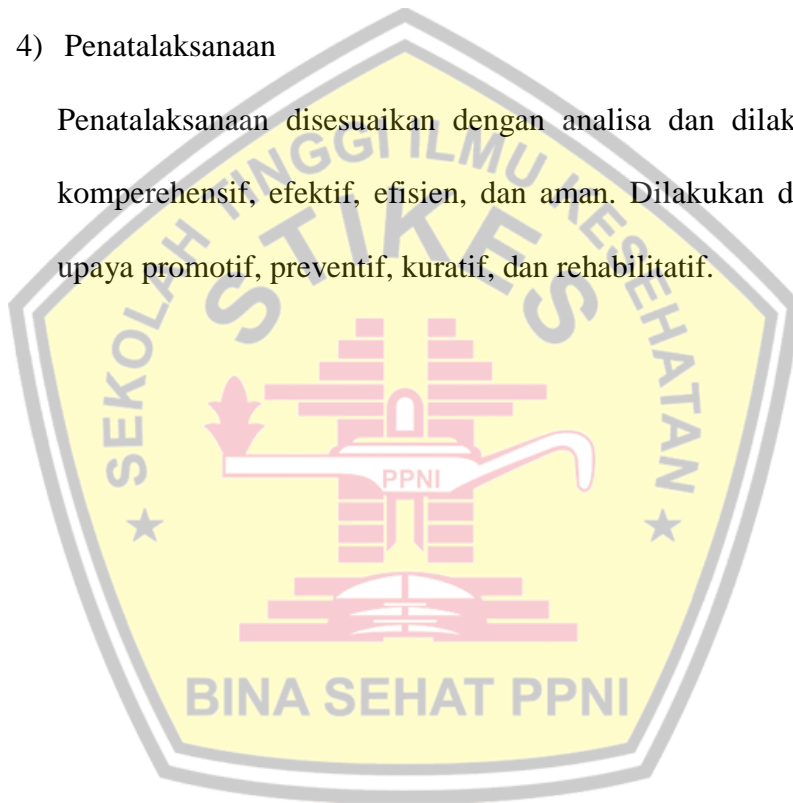 4) Penatalaksanaan
Penatalaksanaan disesuaikan dengan analisa dan dilak
komperehensif, efektif, efisien, dan aman. Dilakukan d
upaya promotif, preventif, kuratif, dan rehabilitatif.
★ SEKOLAH TINGGI ILMU KESEHATAN ★
STIKES
PPNI
BINA SEHAT PPNI